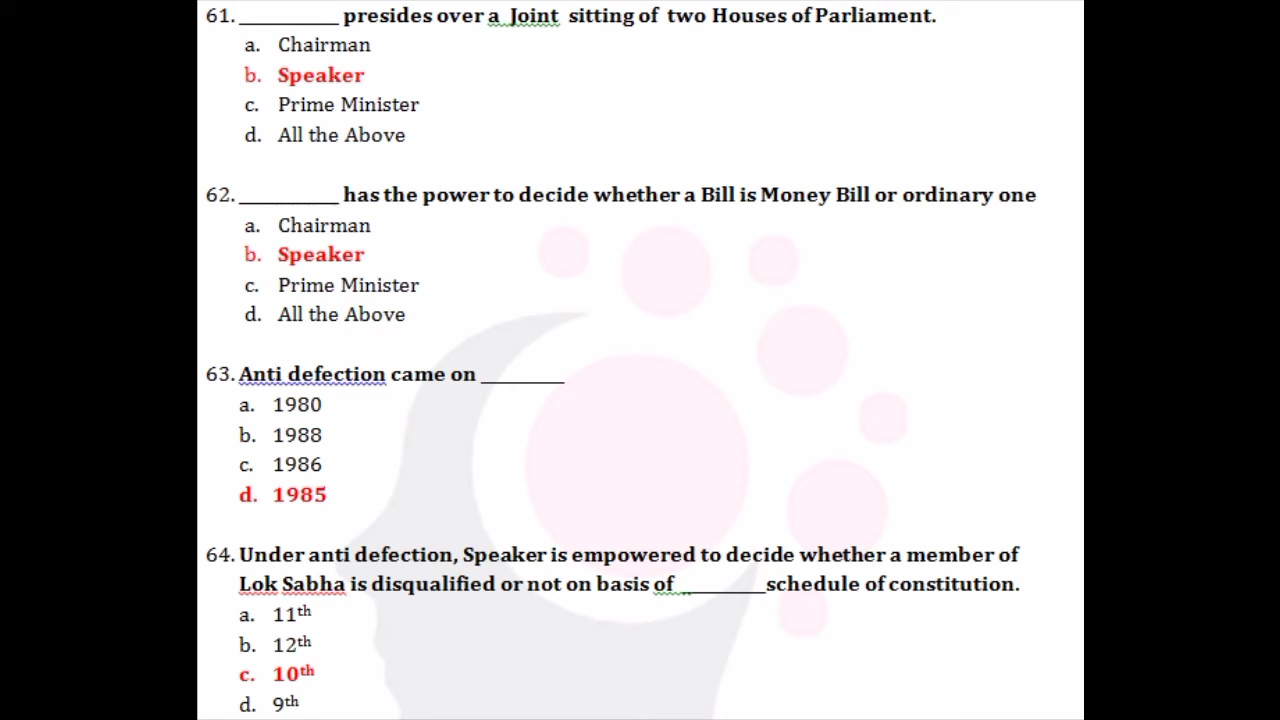 61. __________ presides over a Joint sitting of two Houses of Parliament.
a. Chairman
b. Speaker
c. Prime Minister
d. All the Above
62. __________ has the power to decide whether a Bill is Money Bill or ordinary one
a. Chairman
b. Speaker
c. Prime Minister
d. All the Above
63. Anti defection came on ________
a. 1980
b. 1988
c. 1986
d. 1985
64. Under anti defection, Speaker is empowered to decide whether a member of
Lok Sabha is disqualified or not on basis of ________schedule of constitution.
a. 11th
b. 12th
c. 10th
d. 9th